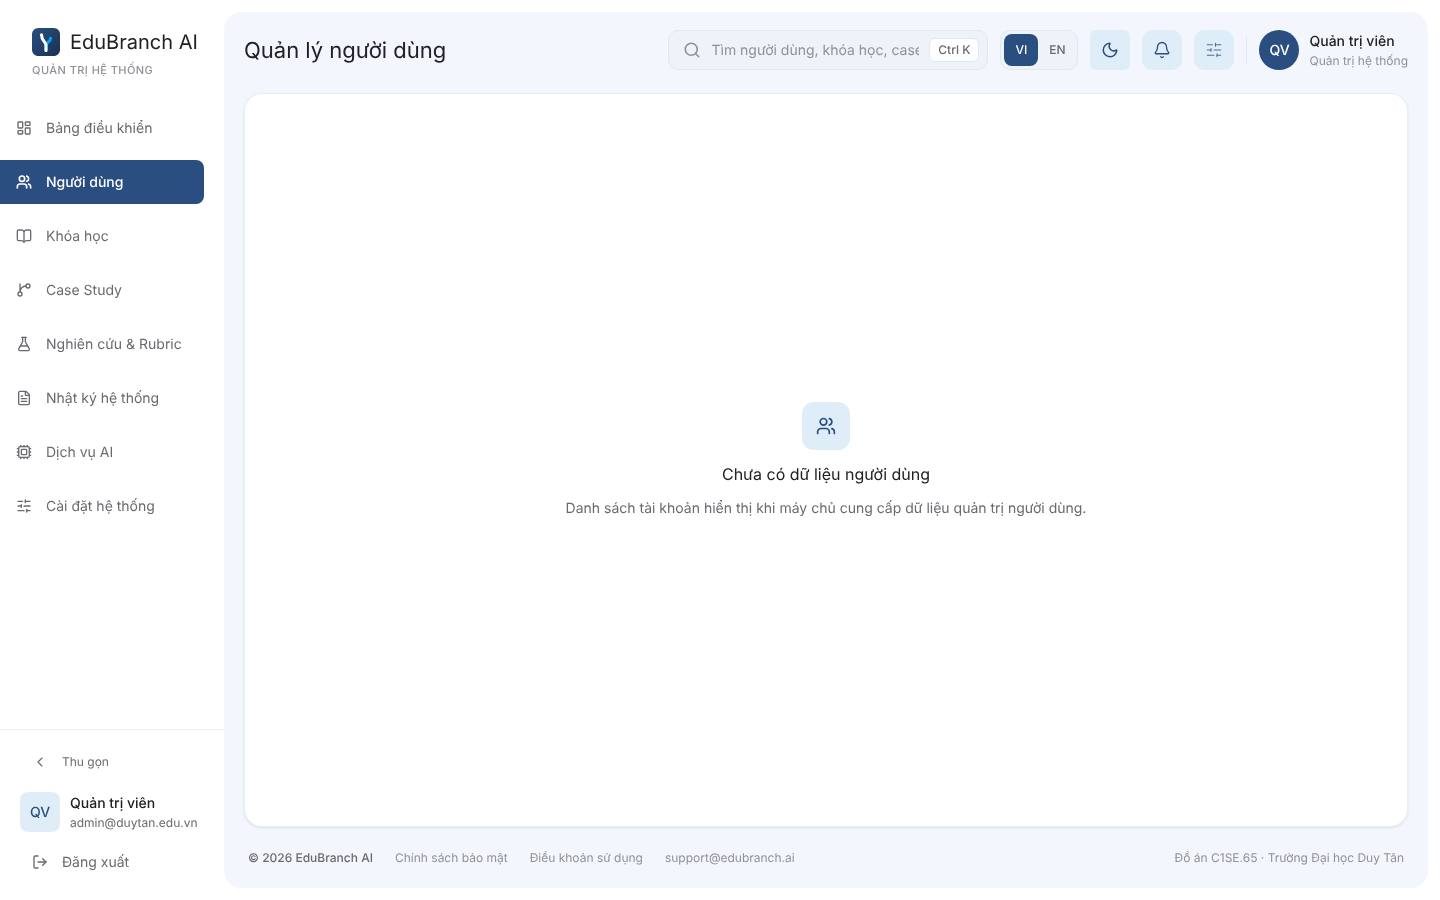 EduBranch AI
QUẢN TRỊ HỆ THỐNG
Bảng điều khiển
Người dùng
Khóa học
Case Study
Nghiên cứu & Rubric
Nhật ký hệ thống
Dịch vụ AI
Cài đặt hệ thống
Thu gọn
QV
Quản trị viên
admin@duytan.edu.vn
Đăng xuất
Quản lý người dùng
Tìm người dùng, khóa học, case
Ctrl K
VI
EN
QV
Quản trị viên
Quản trị hệ thống
Chưa có dữ liệu người dùng
Danh sách tài khoản hiển thị khi máy chủ cung cấp dữ liệu quản trị người dùng.
© 2026 EduBranch AI
Chính sách bảo mật
Điều khoản sử dụng
support@edubranch.ai
Đồ án C1SE.65 · Trường Đại học Duy Tân